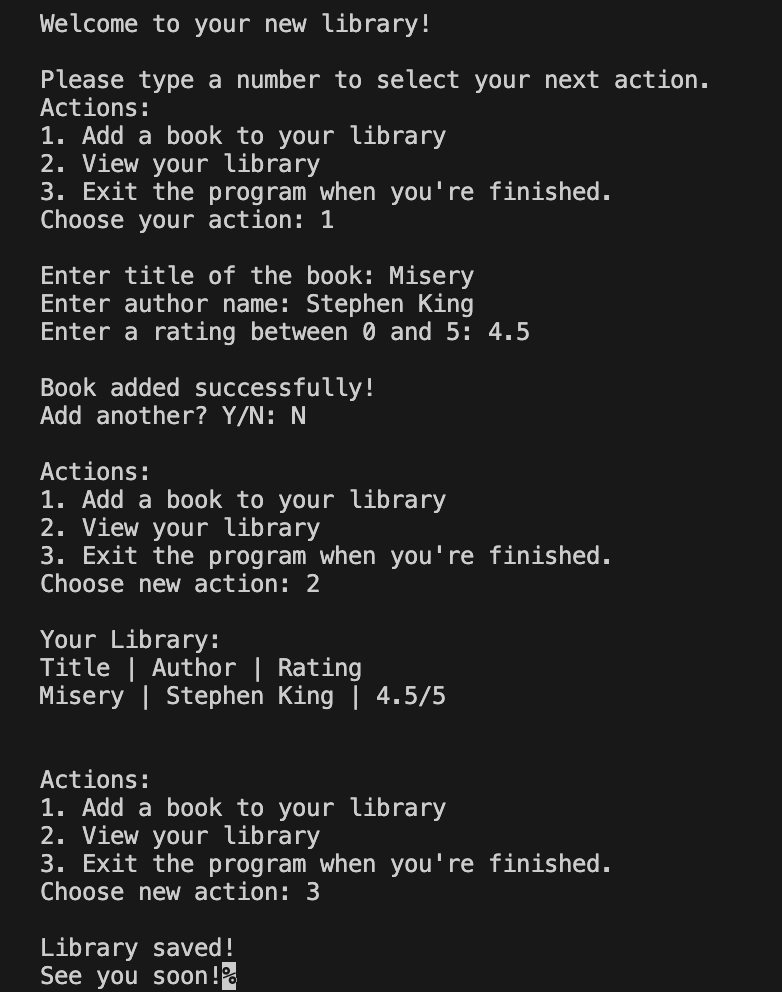 Welcome to your new library!
Please type a number to select your next action.
Actions:
1. Add a book to your library
2. View your library
3. Exit the program when you're finished.
Choose your action: 1
Enter title of the book: Misery
Enter author name: Stephen King
Enter a rating between 0 and 5: 4.5
Book added successfully!
Add another? Y/N: N
Actions:
1. Add a book to your library
2. View your library
3. Exit the program when you're finished.
Choose new action: 2
Your Library:
Title | Author | Rating
Misery | Stephen King | 4.5/5
Actions:
1. Add a book to your library
2. View your library
3. Exit the program when you're finished.
Choose new action: 3
Library saved!
See you soon!%